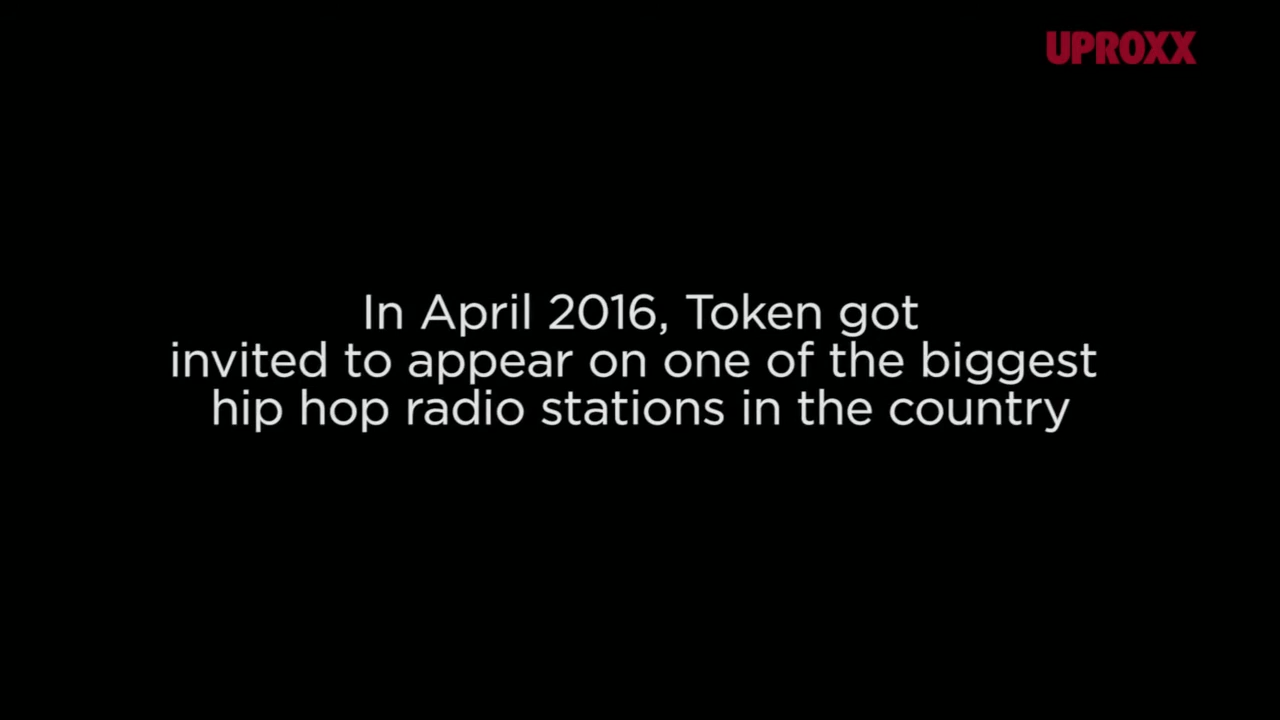 UPROXX
In April 2016, Token got
invited to appear on one of the biggest
hip hop radio stations in the country